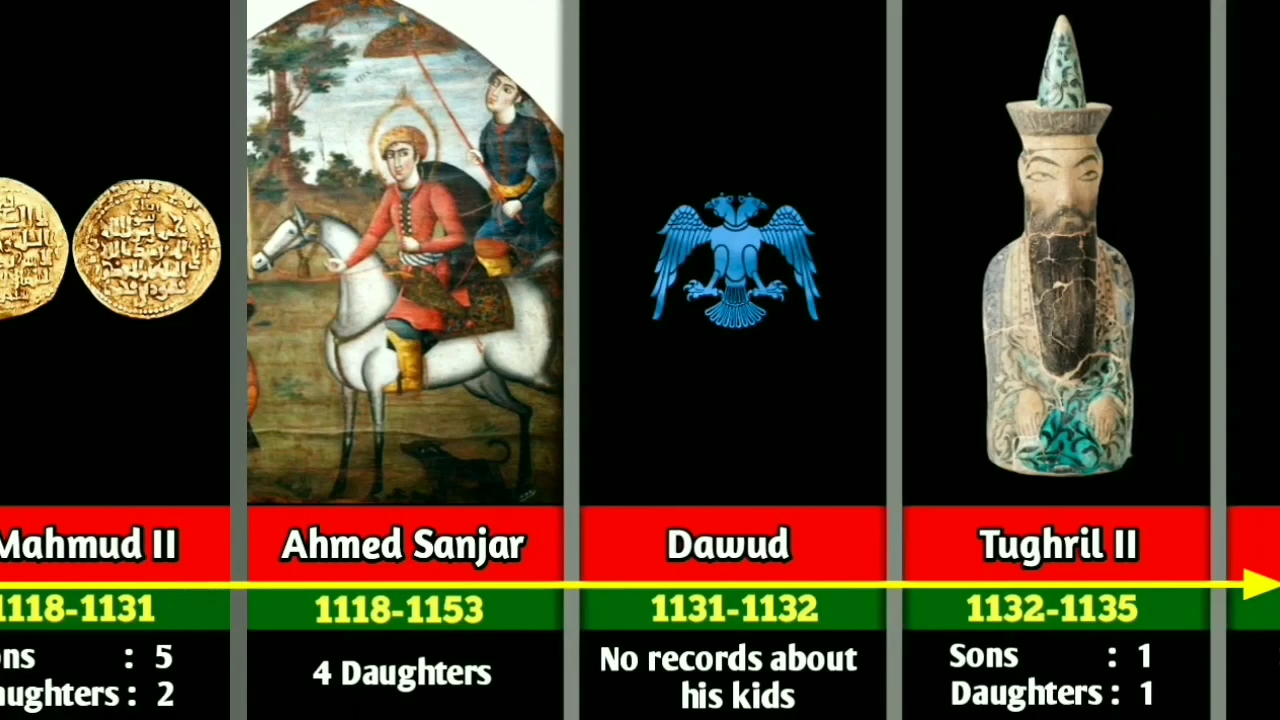 Mahmud II
1118-1131
ons : 5
aughters : 2
Ahmed Sanjar
1118-1153
4 Daughters
Dawud
1131-1132
No records about
his kids
Tughril II
1132-1135
Sons : 1
Daughters : 1